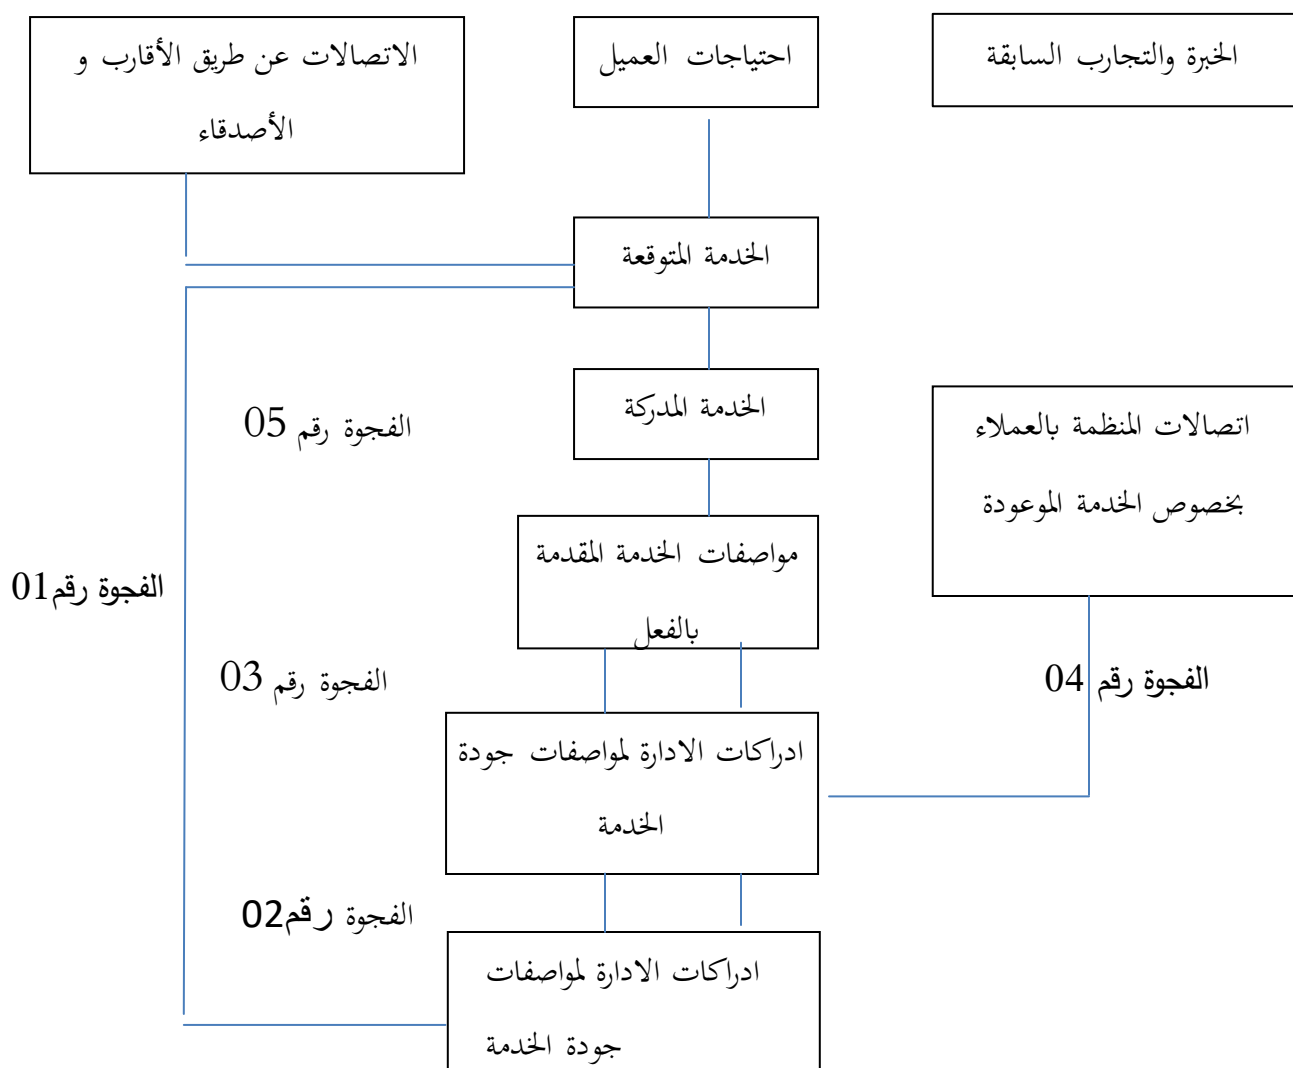 الخبرة والتجارب السابقة
احتياجات العميل
الاتصالات عن طريق الأقارب و
الأصدقاء
الخدمة المتوقعة
الخدمة المدركة
الفجوة رقم 05
اتصالات المنظمة بالعملاء
بخصوص الخدمة الموعودة
مواصفات الخدمة المقدمة
بالفعل
الفجوة رقم01
الفجوة رقم 03
الفجوة رقم 04
ادراكات الادارة لمواصفات جودة
الخدمة
الفجوة رقم02
ادراكات الادارة لمواصفات
جودة الخدمة